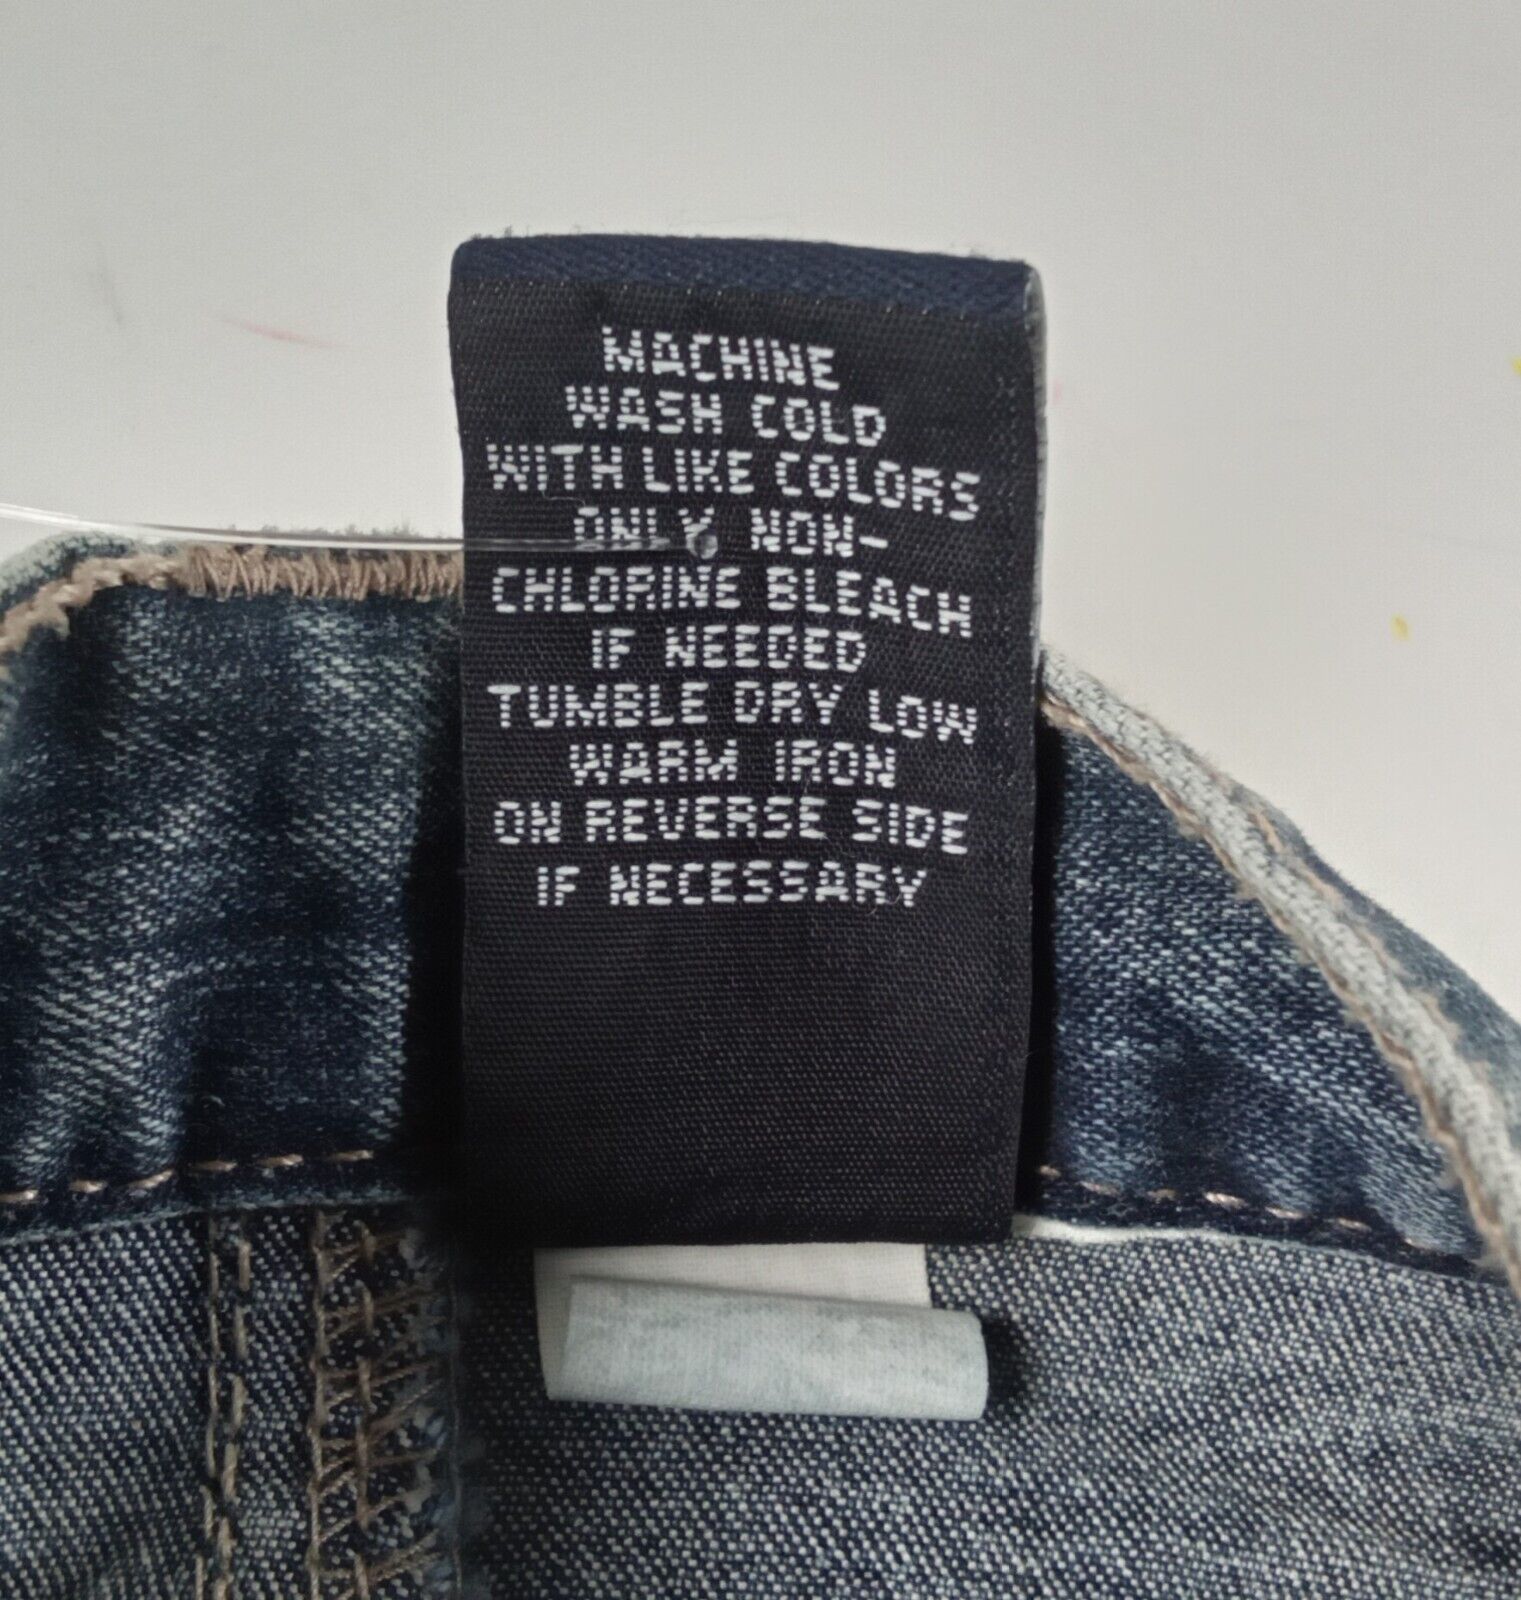 MACHINE
WASH COLD
WITH LIKE COLORS
ONLY NON-
CHLORINE BLEACH
IF NEEDED
TUMBLE DRY LOW
WARM IRON
ON REVERSE SIDE
IF NECESSARY